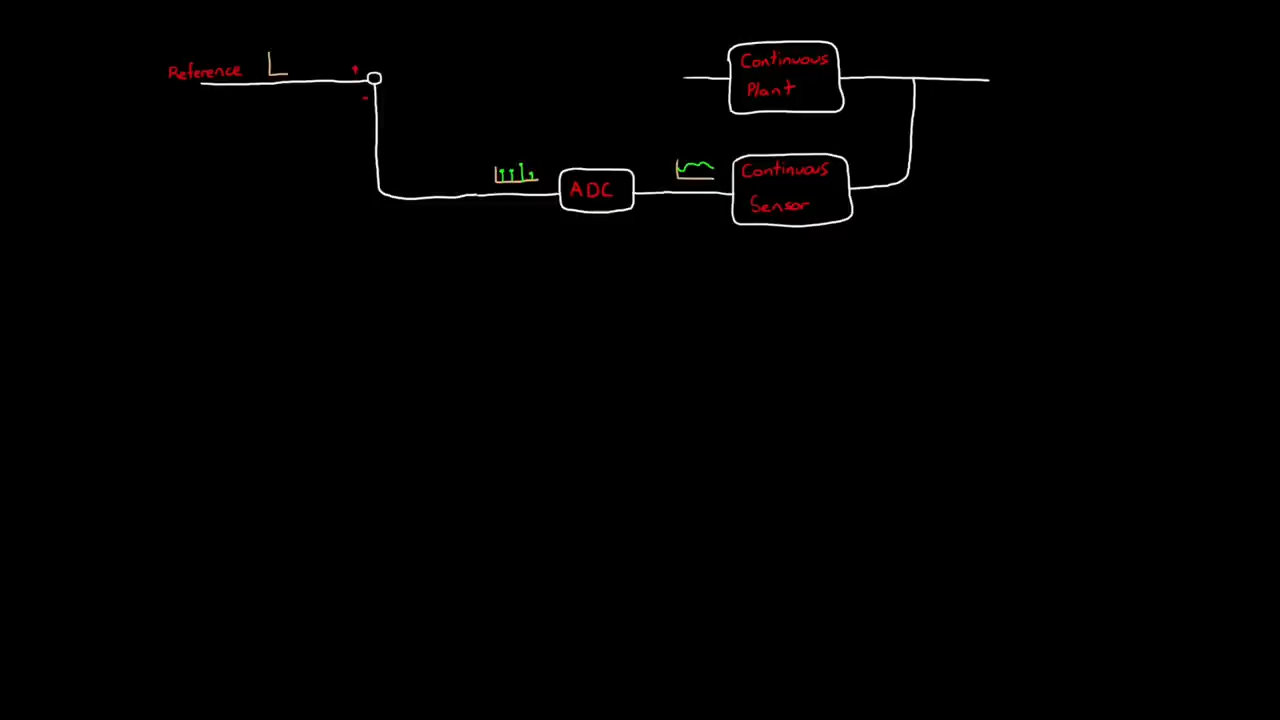 Reference
+
-
Continuous
Plant
ADC
Continuous
Sensor